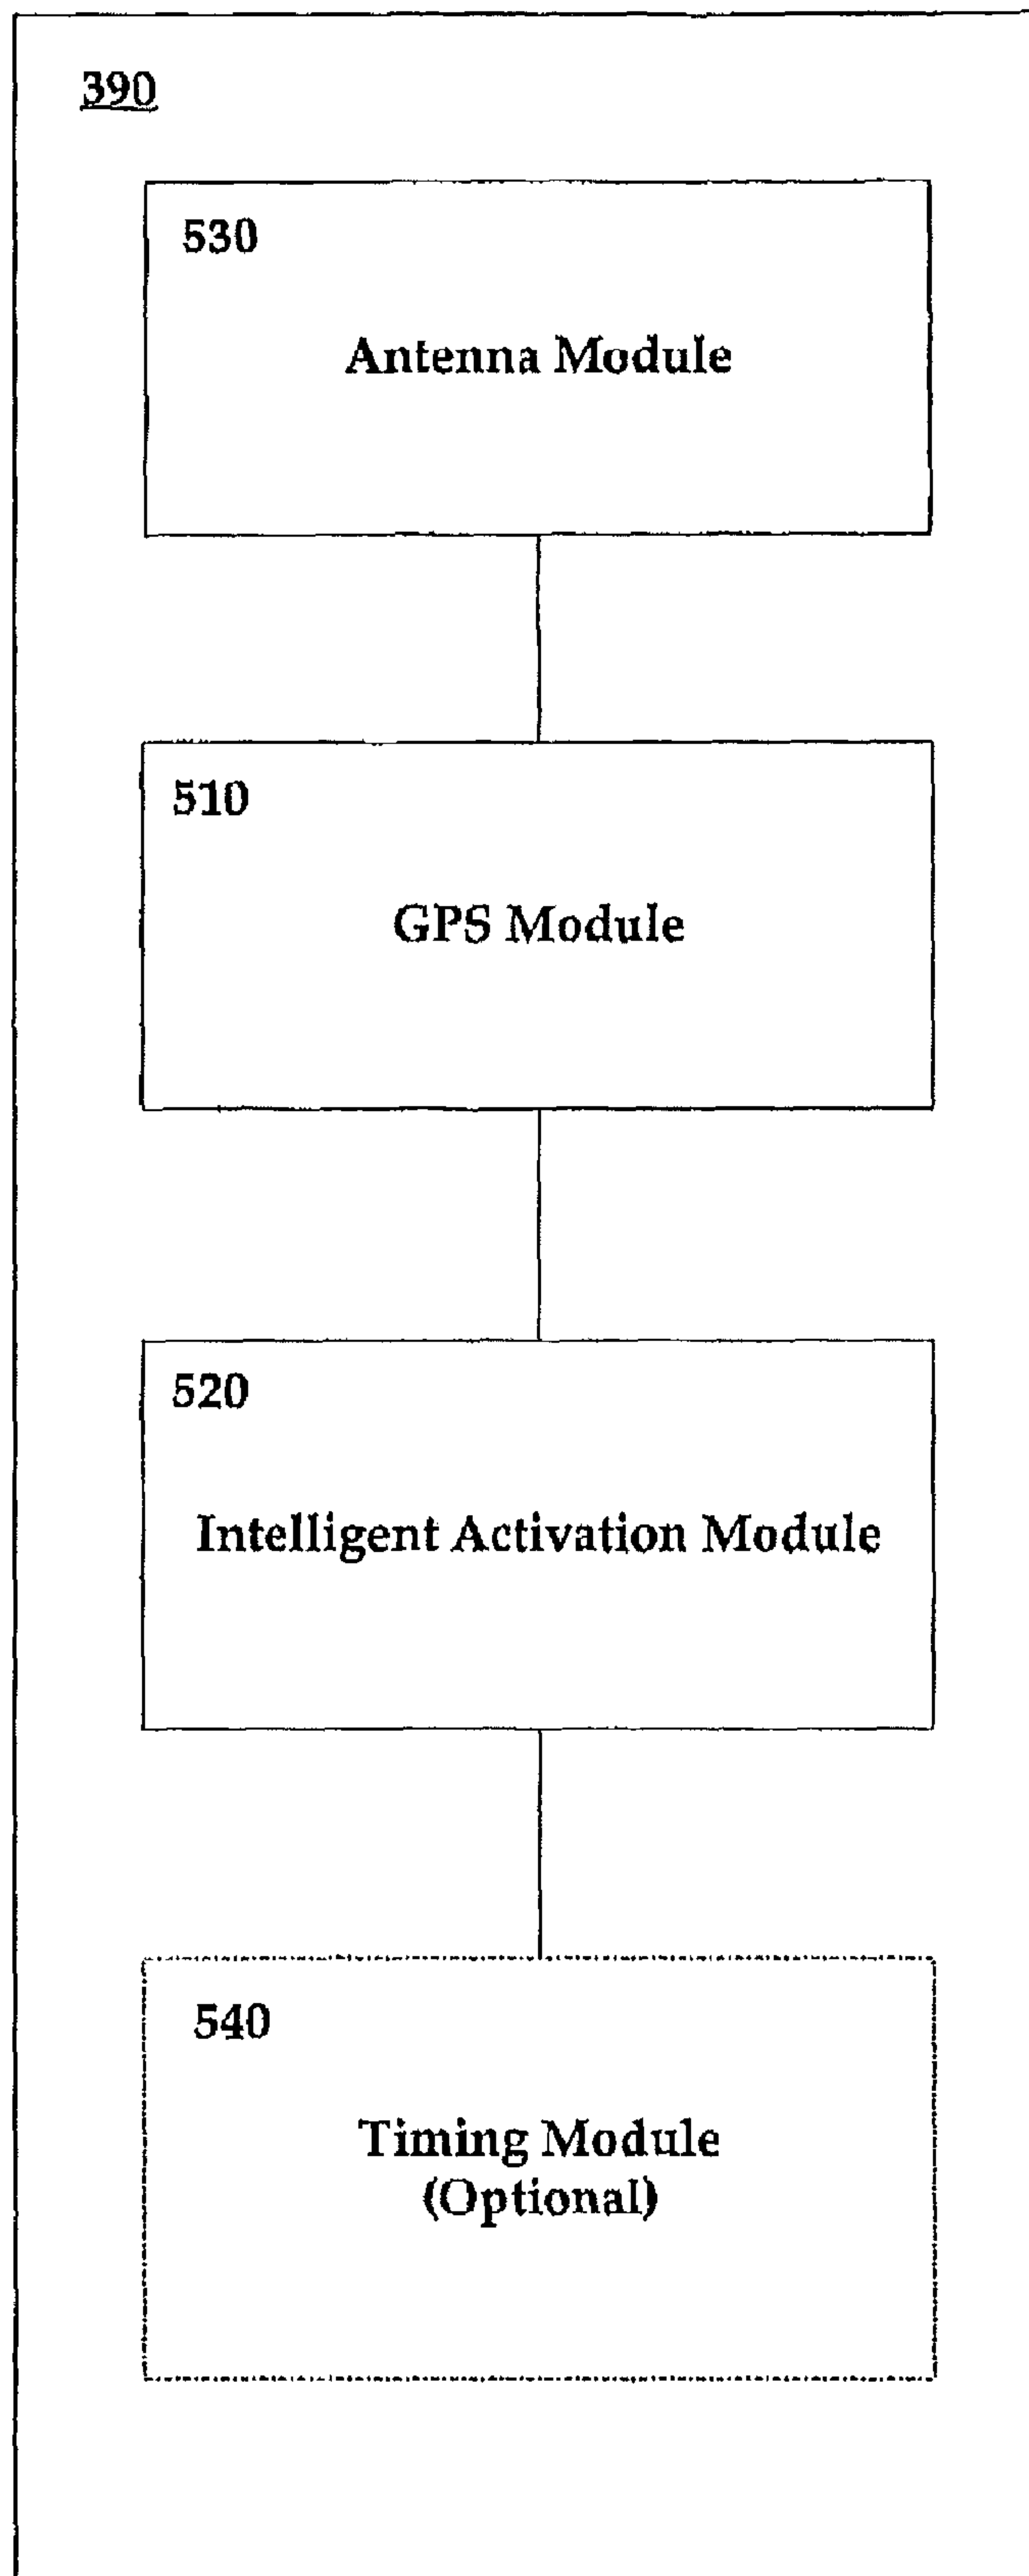 390
530
Antenna Module
510
GPS Module
520
Intelligent Activation Module
540
Timing Module
(Optional)